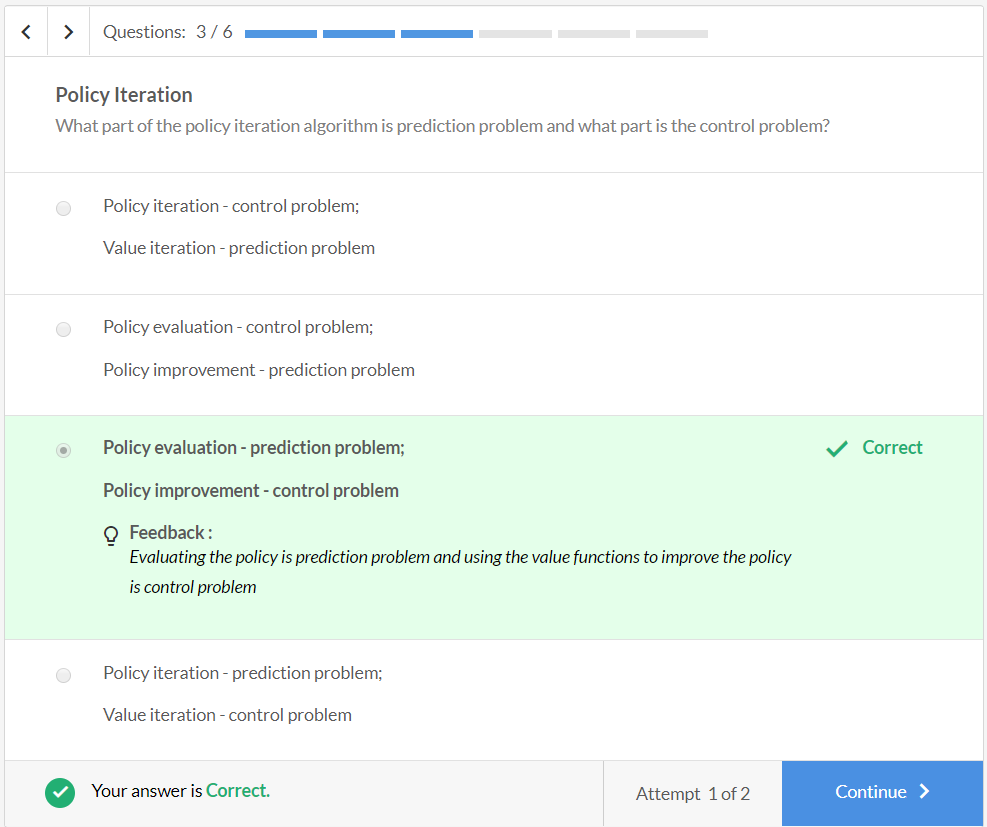 Questions: 3 / 6
Policy Iteration
What part of the policy iteration algorithm is prediction problem and what part is the control problem?
Policy iteration - control problem;
Value iteration - prediction problem
Policy evaluation - control problem;
Policy improvement - prediction problem
Policy evaluation - prediction problem;
Correct
Policy improvement - control problem
Feedback :
Evaluating the policy is prediction problem and using the value functions to improve the policy
is control problem
Policy iteration - prediction problem;
Value iteration - control problem
Your answer is Correct.
Attempt 1 of 2
Continue